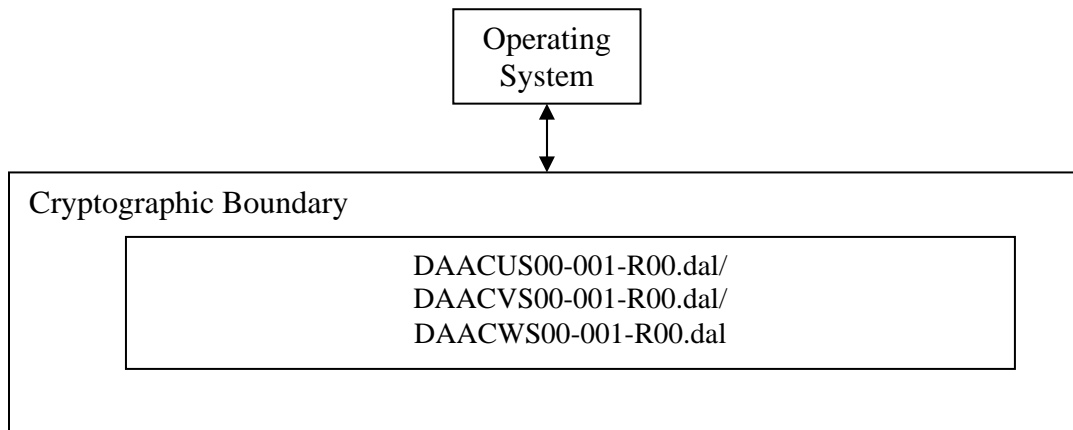 Operating
System
Cryptographic Boundary
DAACUS00-001-R00.dal/
DAACVS00-001-R00.dal/
DAACWS00-001-R00.dal